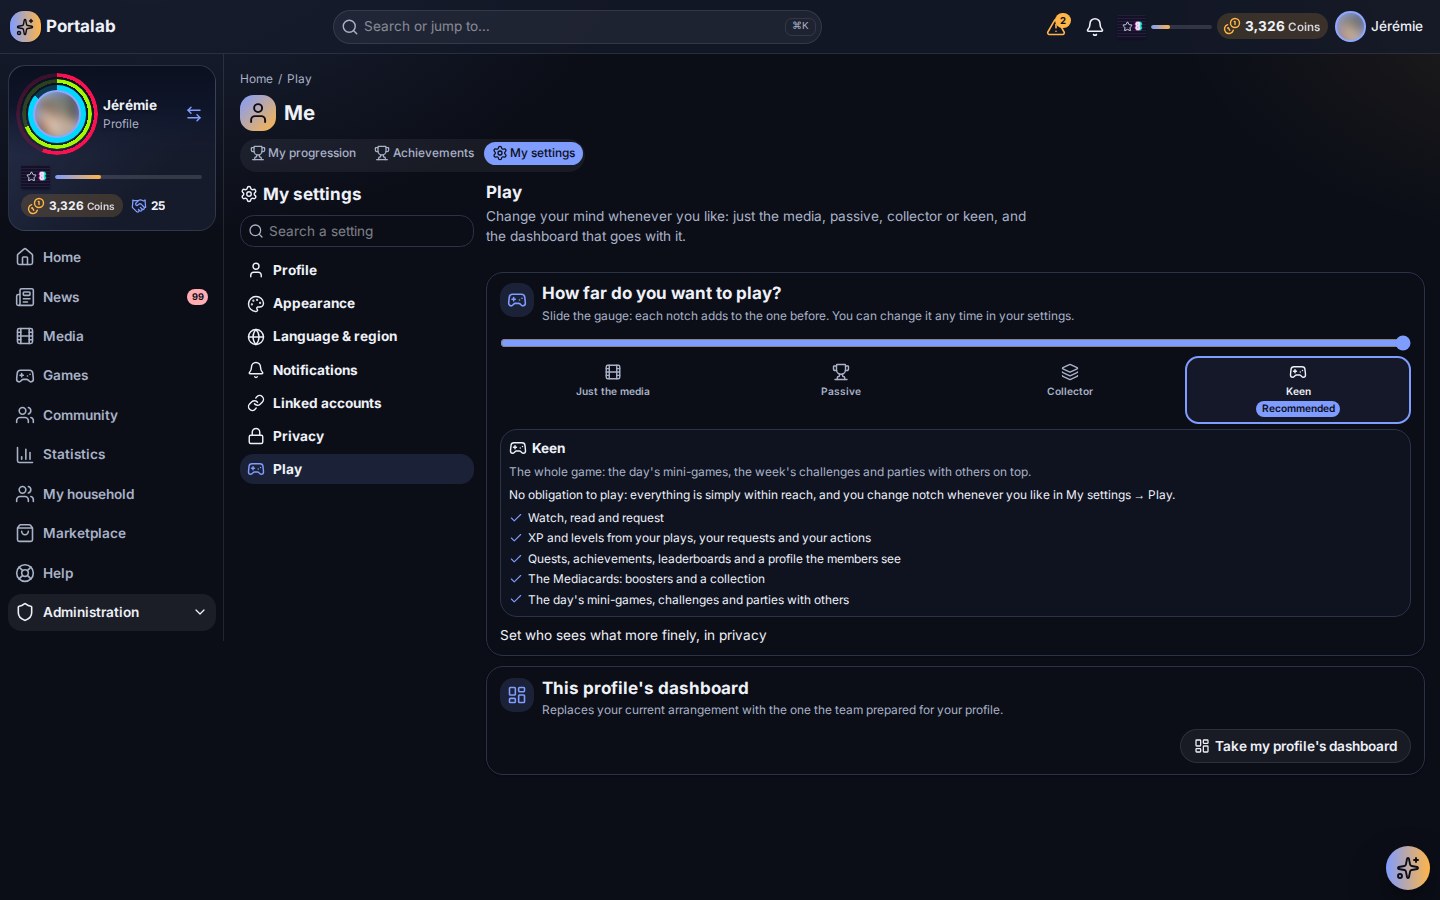 Portalab
Search or jump to...
⌘K
2
8
3,326 Coins
Jérémie
Jérémie
Profile
8
3,326 Coins
25
Home
News
99
Media
Games
Community
Statistics
My household
Marketplace
Help
Administration
Home / Play
Me
My progression
Achievements
My settings
My settings
Search a setting
Profile
Appearance
Language & region
Notifications
Linked accounts
Privacy
Play
Play
Change your mind whenever you like: just the media, passive, collector or keen, and
the dashboard that goes with it.
How far do you want to play?
Slide the gauge: each notch adds to the one before. You can change it any time in your settings.
Just the media
Passive
Collector
Keen
Recommended
Keen
The whole game: the day's mini-games, the week's challenges and parties with others on top.
No obligation to play: everything is simply within reach, and you change notch whenever you like in My settings → Play.
Watch, read and request
XP and levels from your plays, your requests and your actions
Quests, achievements, leaderboards and a profile the members see
The Mediacards: boosters and a collection
The day's mini-games, challenges and parties with others
Set who sees what more finely, in privacy
This profile's dashboard
Replaces your current arrangement with the one the team prepared for your profile.
Take my profile's dashboard